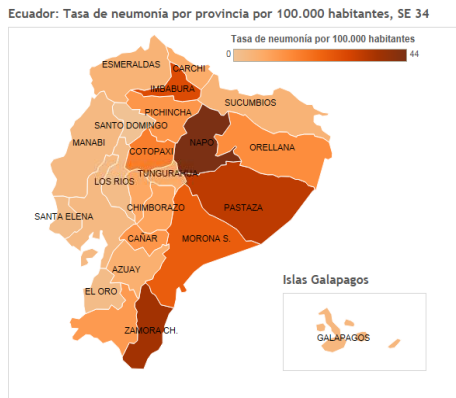 Ecuador: Tasa de neumonía por provincia por 100.000 habitantes, SE 34
Tasa de neumonía por 100.000 habitantes
0 44
ESMERALDAS
CARCHI
IMBABURA
SUCUMBIOS
PICHINCHA
SANTO DOMINGO
MANABI
NAPO
ORELLANA
COTOPAXI
TUNGURAHUA
LOS RIOS
CHIMBORAZO
PASTAZA
SANTA ELENA
CAÑAR
MORONA S.
AZUAY
EL ORO
ZAMORA CH.
Islas Galapagos
GALAPAGOS